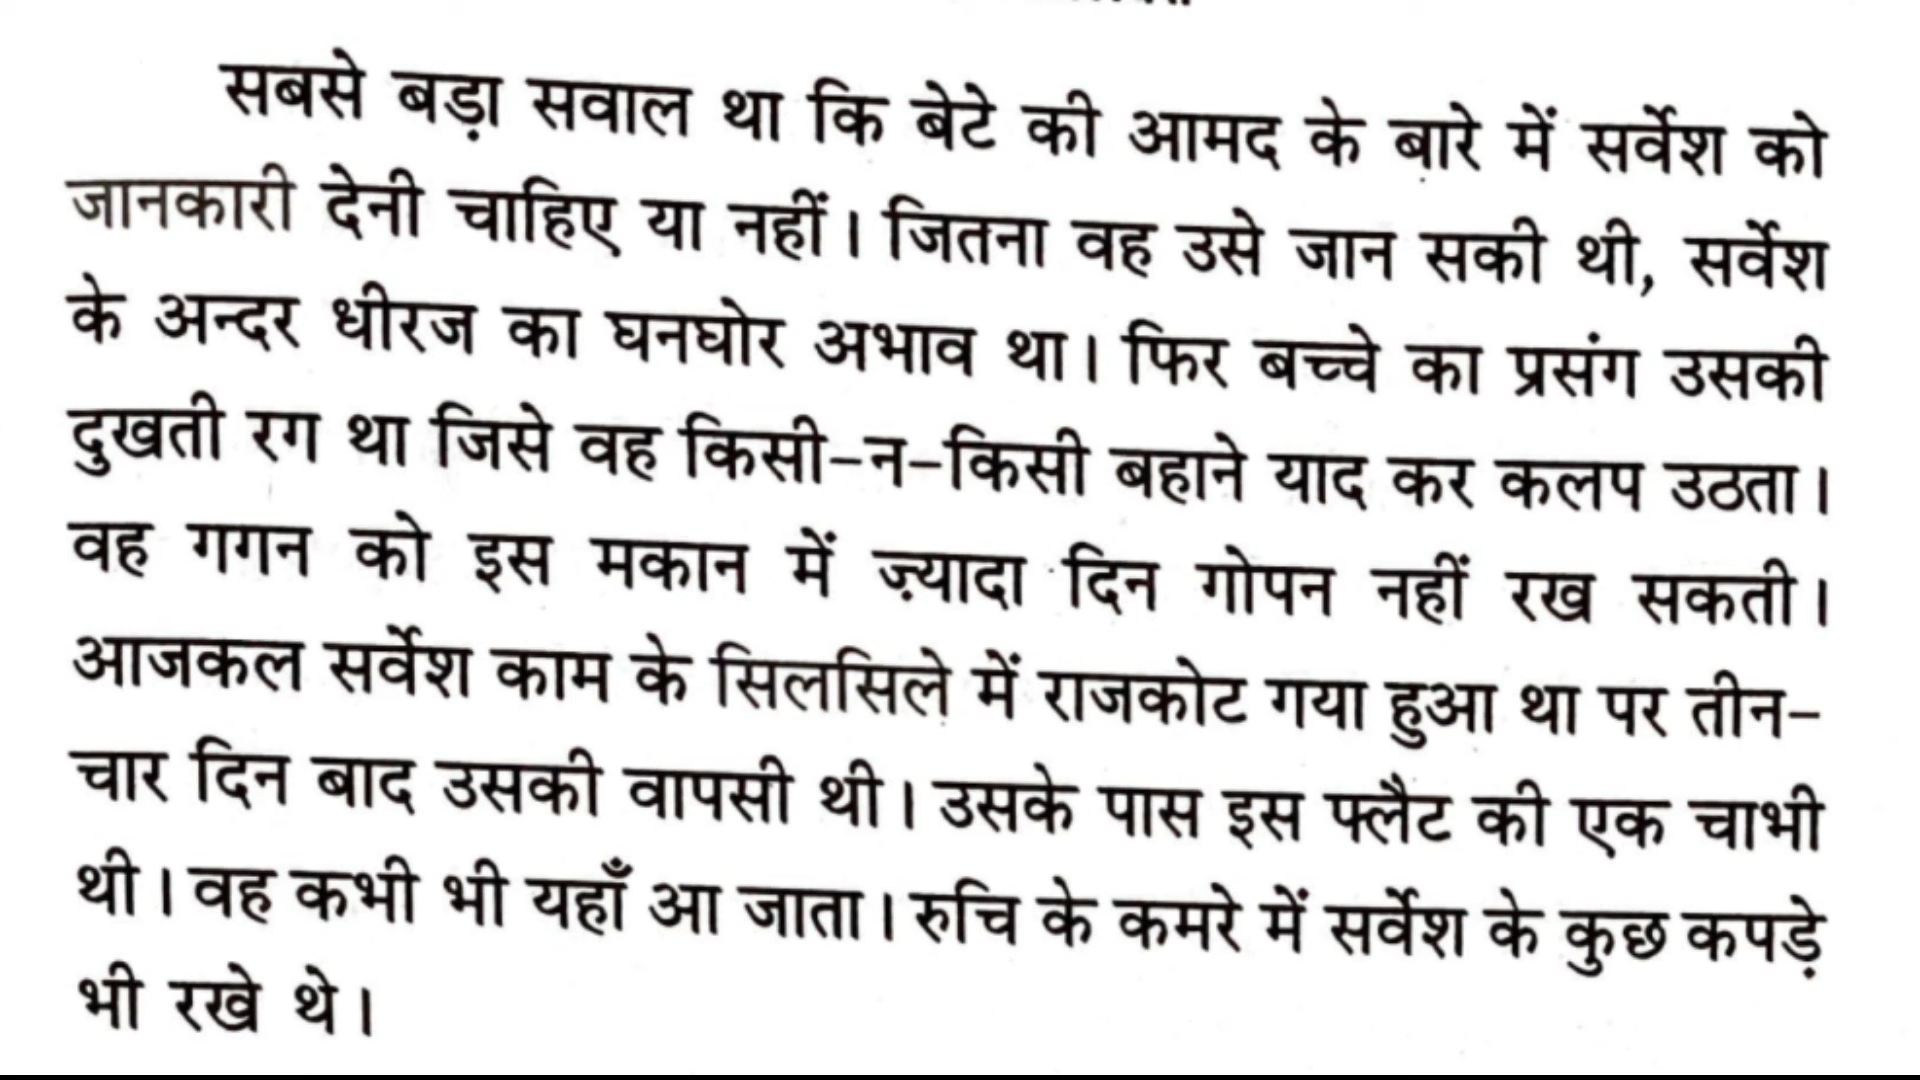 सबसे बड़ा सवाल था कि बेटे की आमद के बारे में सर्वेश को
जानकारी देनी चाहिए या नहीं। जितना वह उसे जान सकी थी, सर्वेश
के अन्दर धीरज का घनघोर अभाव था। फिर बच्चे का प्रसंग उसकी
दुखती रग था जिसे वह किसी-न-किसी बहाने याद कर कलप उठता।
वह गगन को इस मकान में ज़्यादा दिन गोपन नहीं रख सकती।
आजकल सर्वेश काम के सिलसिले में राजकोट गया हुआ था पर तीन-
चार दिन बाद उसकी वापसी थी। उसके पास इस फ्लैट की एक चाभी
थी। वह कभी भी यहाँ आ जाता। रुचि के कमरे में सर्वेश के कुछ कपड़े
भी रखे थे।